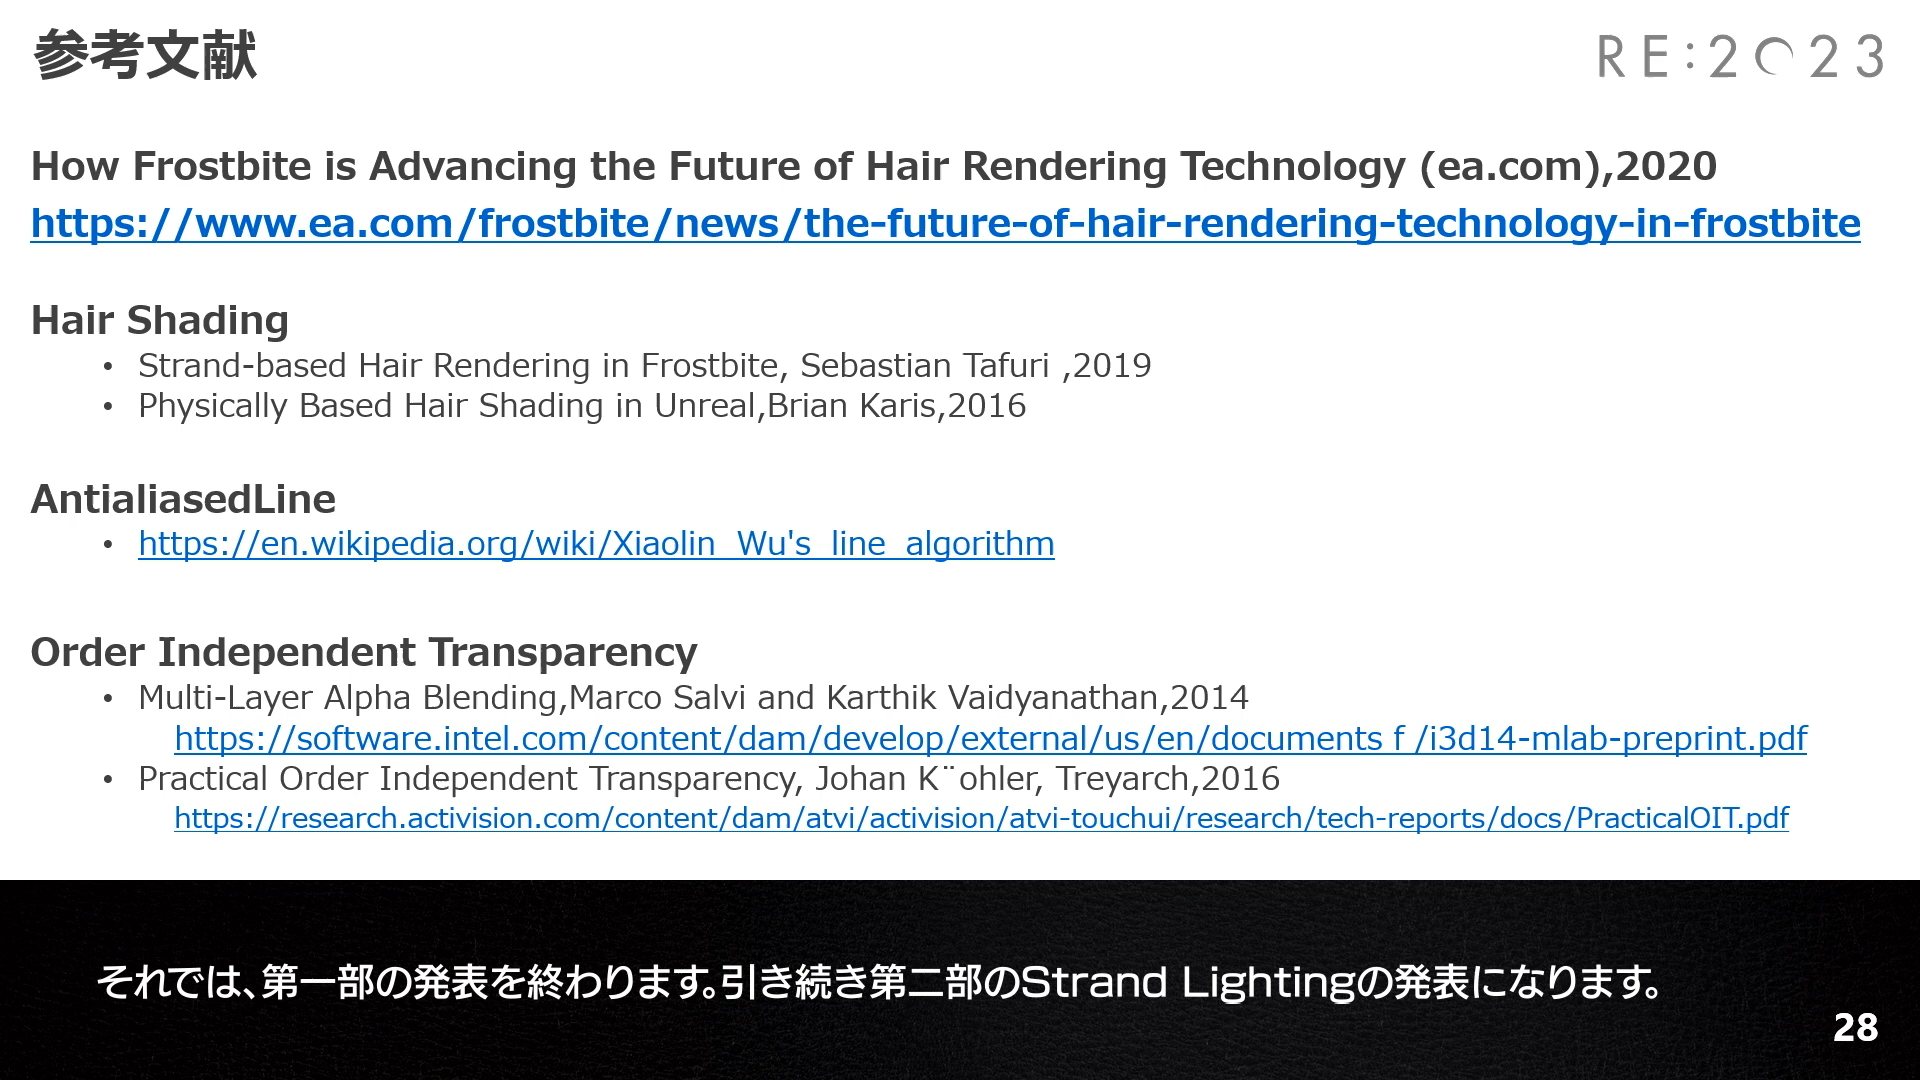 参考文献
RE:2023
How Frostbite is Advancing the Future of Hair Rendering Technology (ea.com),2020
https://www.ea.com/frostbite/news/the-future-of-hair-rendering-technology-in-frostbite
Hair Shading
• Strand-based Hair Rendering in Frostbite, Sebastian Tafuri ,2019
• Physically Based Hair Shading in Unreal,Brian Karis,2016
AntialiasedLine
• https://en.wikipedia.org/wiki/Xiaolin_Wu's_line_algorithm
Order Independent Transparency
• Multi-Layer Alpha Blending,Marco Salvi and Karthik Vaidyanathan,2014
https://software.intel.com/content/dam/develop/external/us/en/documents f /i3d14-mlab-preprint.pdf
• Practical Order Independent Transparency, Johan K¨ohler, Treyarch,2016
https://research.activision.com/content/dam/atvi/activision/atvi-touchui/research/tech-reports/docs/PracticalOIT.pdf
それでは、第一部の発表を終わります。引き続き第二部のStrand Lightingの発表になります。
28